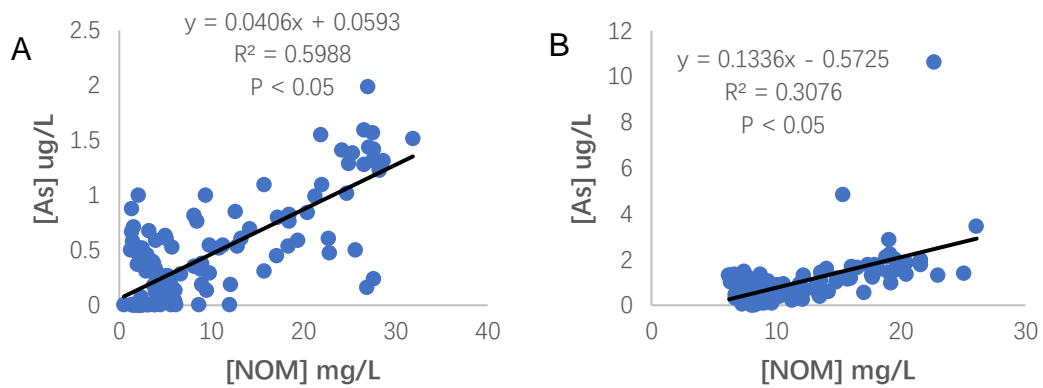 A
y = 0.0406x + 0.0593
R² = 0.5988
P < 0.05
[As] ug/L
2.5
2
1.5
1
0.5
0
0 10 20 30 40
[NOM] mg/L
B
y = 0.1336x - 0.5725
R² = 0.3076
P < 0.05
[As] ug/L
12
10
8
6
4
2
0
0 10 20 30
[NOM] mg/L